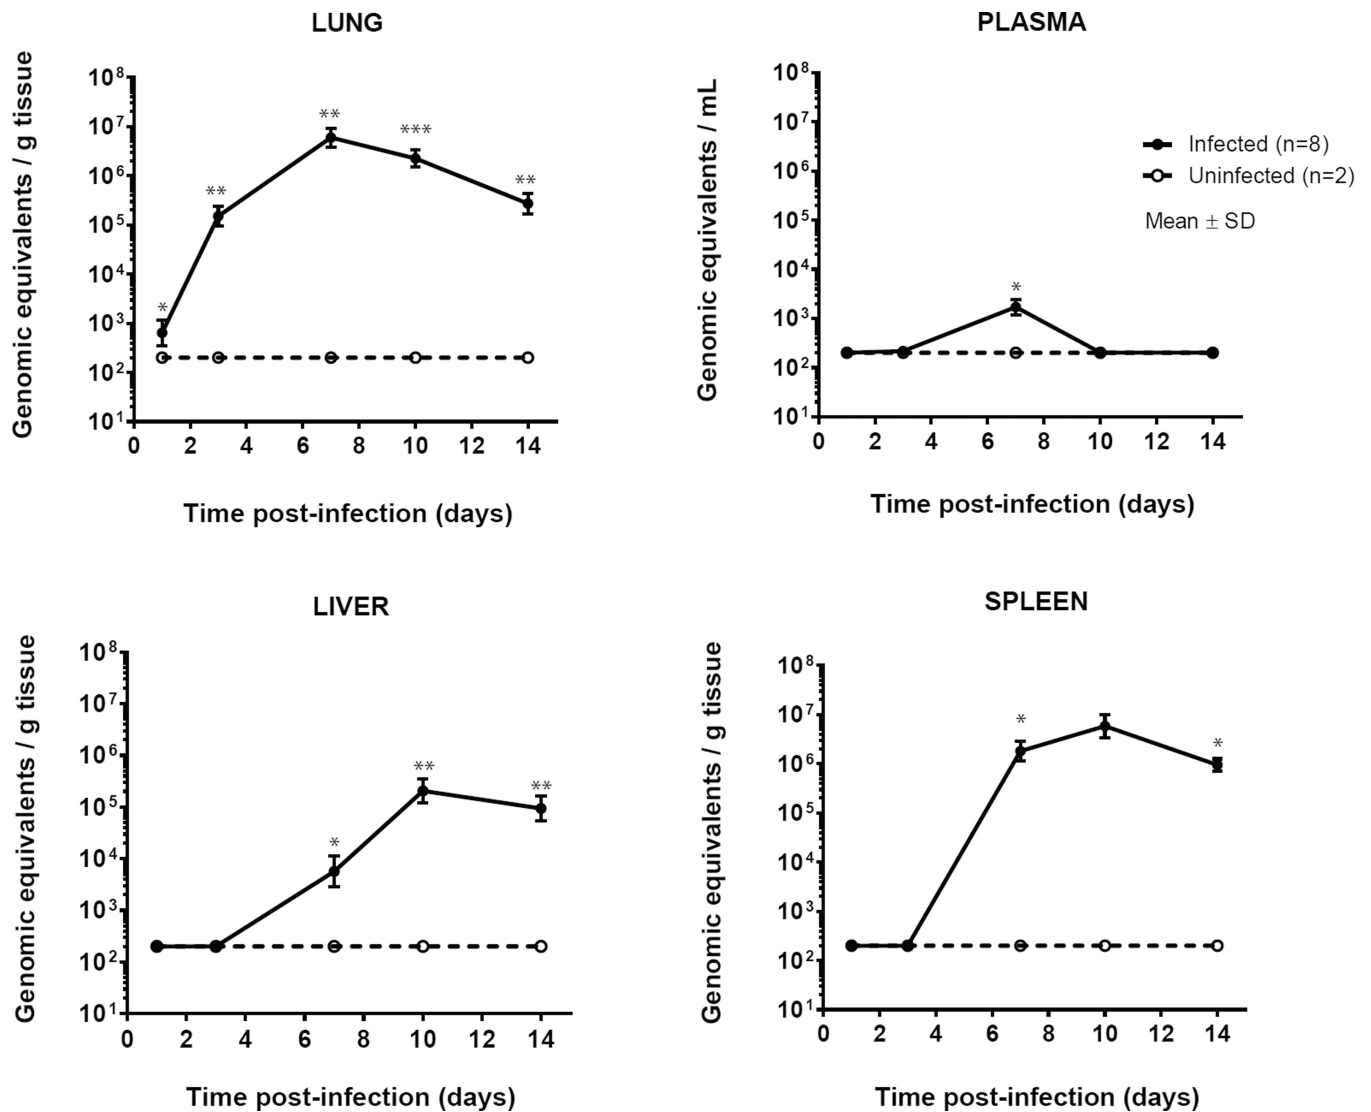 LUNG
Genomic equivalents / g tissue
10⁸
10⁷
10⁶
10⁵
10⁴
10³
10²
10¹
*
**
**
***
**
0 2 4 6 8 10 12 14
Time post-infection (days)
PLASMA
Genomic equivalents / mL
10⁸
10⁷
10⁶
10⁵
10⁴
10³
10²
10¹
*
0 2 4 6 8 10 12 14
Time post-infection (days)
Infected (n=8)
Uninfected (n=2)
Mean ± SD
LIVER
Genomic equivalents / g tissue
10⁸
10⁷
10⁶
10⁵
10⁴
10³
10²
10¹
*
**
**
0 2 4 6 8 10 12 14
Time post-infection (days)
SPLEEN
Genomic equivalents / g tissue
10⁸
10⁷
10⁶
10⁵
10⁴
10³
10²
10¹
*
*
0 2 4 6 8 10 12 14
Time post-infection (days)